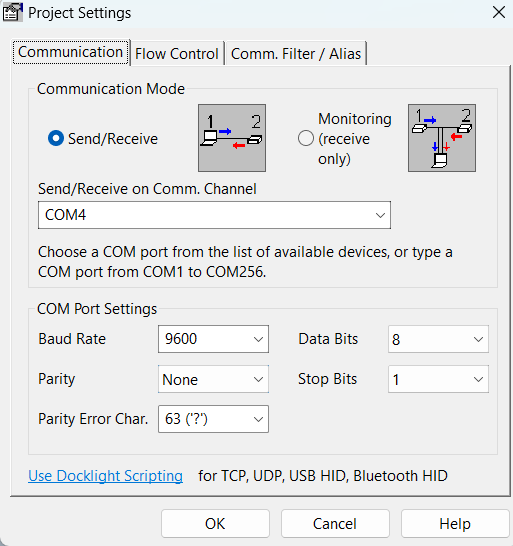 Project Settings
Communication
Flow Control
Comm. Filter / Alias
Communication Mode
Send/Receive
1 2
Monitoring
(receive
only)
1 2
Send/Receive on Comm. Channel
COM4
Choose a COM port from the list of available devices, or type a
COM port from COM1 to COM256.
COM Port Settings
Baud Rate
9600
Data Bits
8
Parity
None
Stop Bits
1
Parity Error Char.
63 ('?')
Use Docklight Scripting for TCP, UDP, USB HID, Bluetooth HID
OK
Cancel
Help